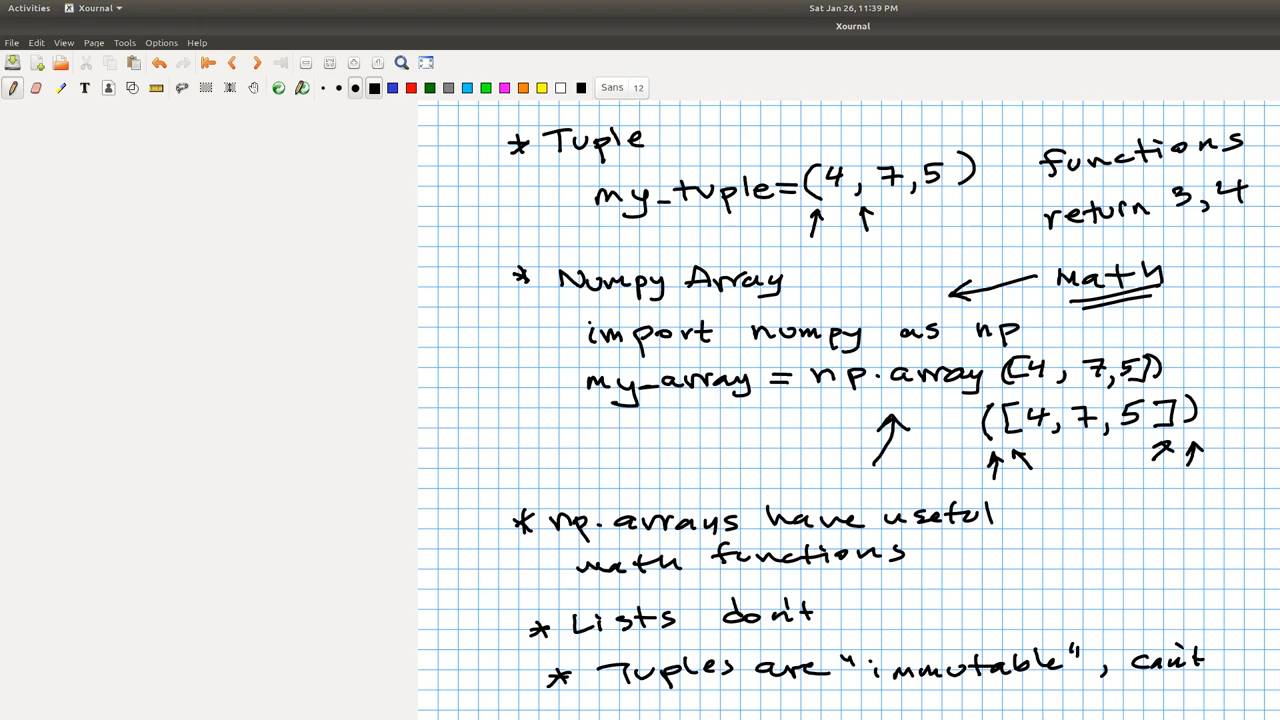 Activities Xournal Sat Jan 26, 11:39 PM
Xournal
File Edit View Page Tools Options Help
Sans 12
* Tuple
my_tuple=(4, 7,5)
functions
return 3,4
* Numpy Array
Math
import numpy as np
my_array = np.array ([4, 7,5])
([4, 7, 5])
* np.arrays have useful
math functions
* Lists don't
* Tuples are "immutable", can't